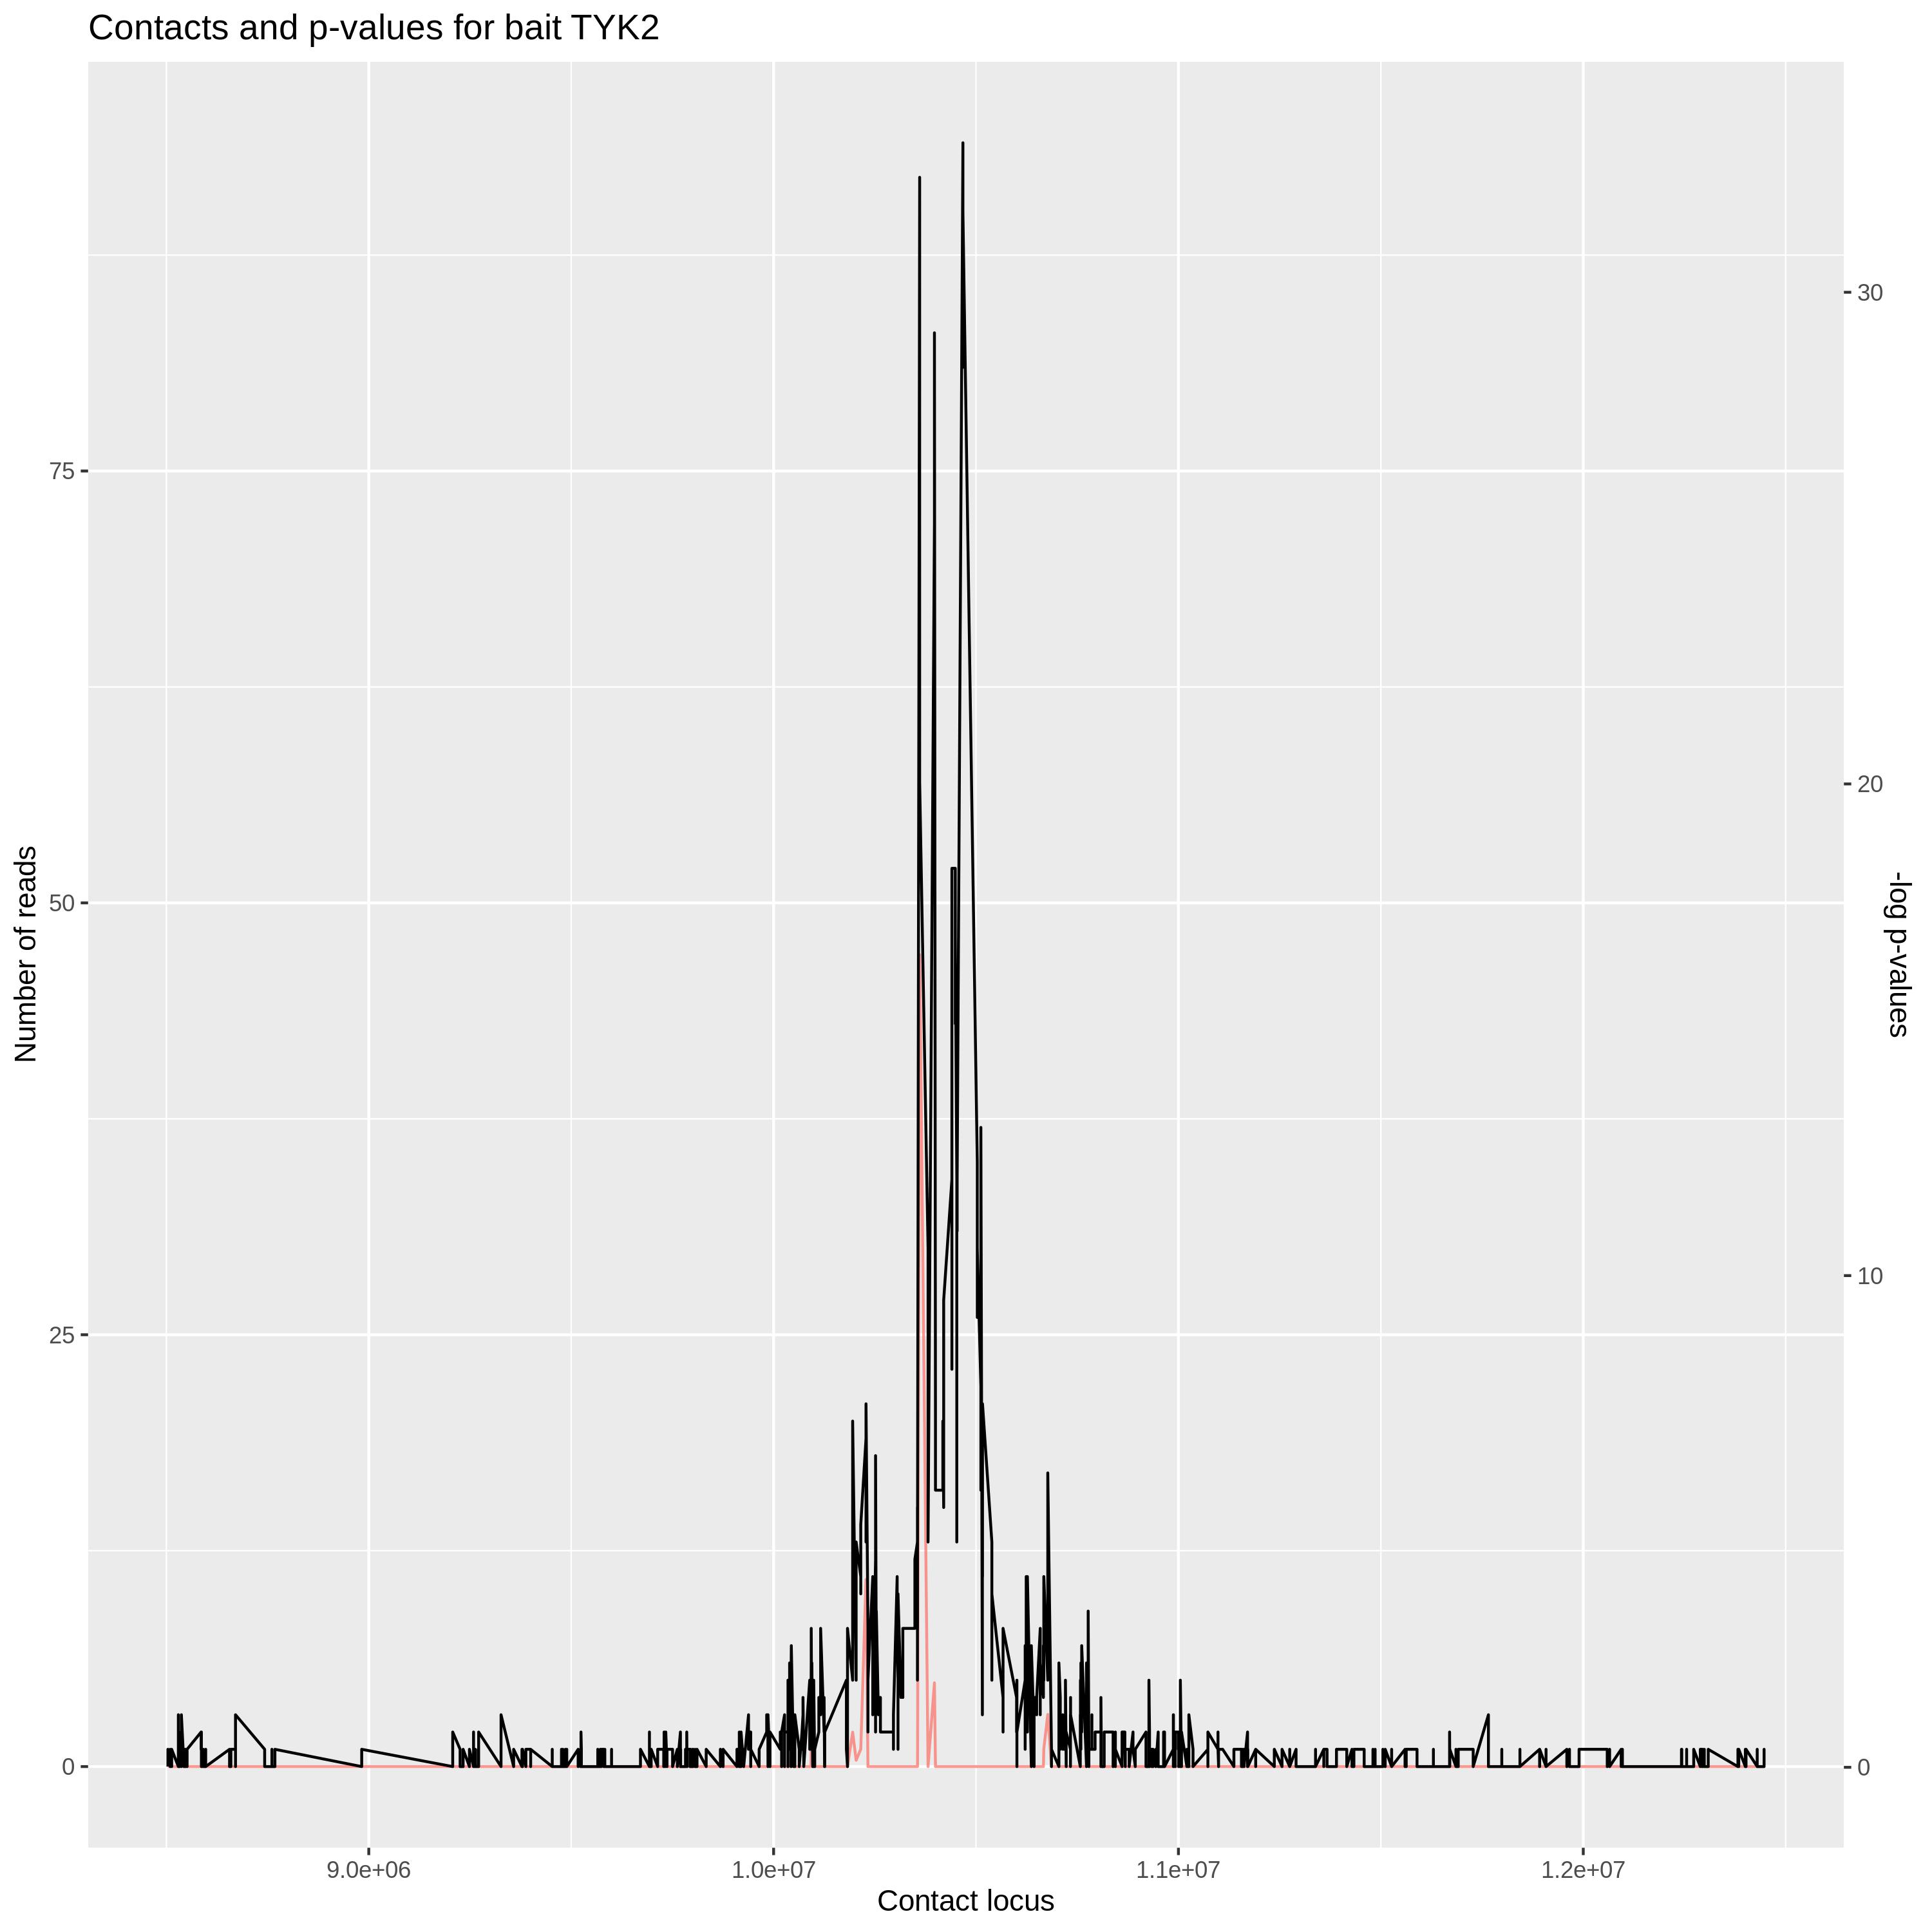 Contacts and p-values for bait TYK2
Number of reads
75
50
25
0
30
20
10
0
-log p-values
9.0e+06
1.0e+07
1.1e+07
1.2e+07
Contact locus